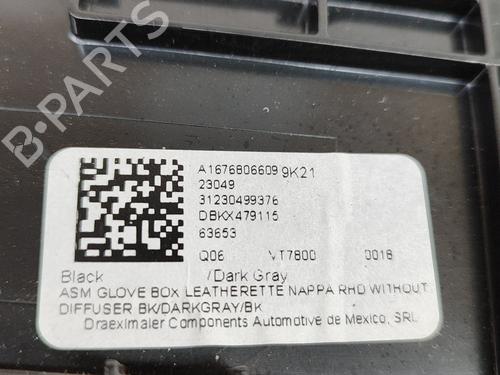 A1676806609 9K21
23049
31230499376
DBKX479115
63653
Q06 VT7800 0018
Black /Dark Gray
ASM GLOVE BOX LEATHERETTE NAPPA RHD WITHOUT
DIFFUSER BK/DARKGRAY/BK
Draexlmaier Components Automotive de Mexico, SRL
B-PARTS